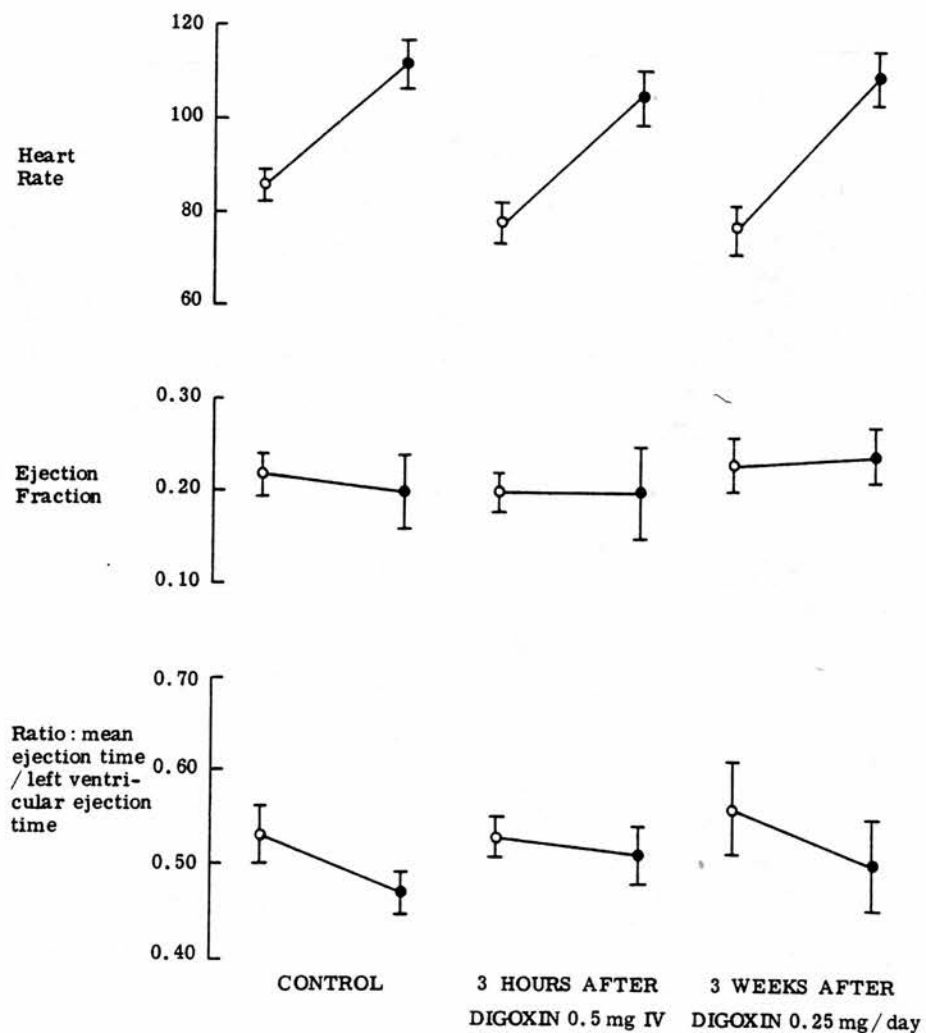 120
100
Heart
Rate
80
60
0.30
Ejection
Fraction
0.20
0.10
0.70
Ratio : mean
ejection time
/ left ventri-
cular ejection
time
0.60
0.50
0.40
CONTROL
3 HOURS AFTER
DIGOXIN 0.5 mg IV
3 WEEKS AFTER
DIGOXIN 0.25 mg/day